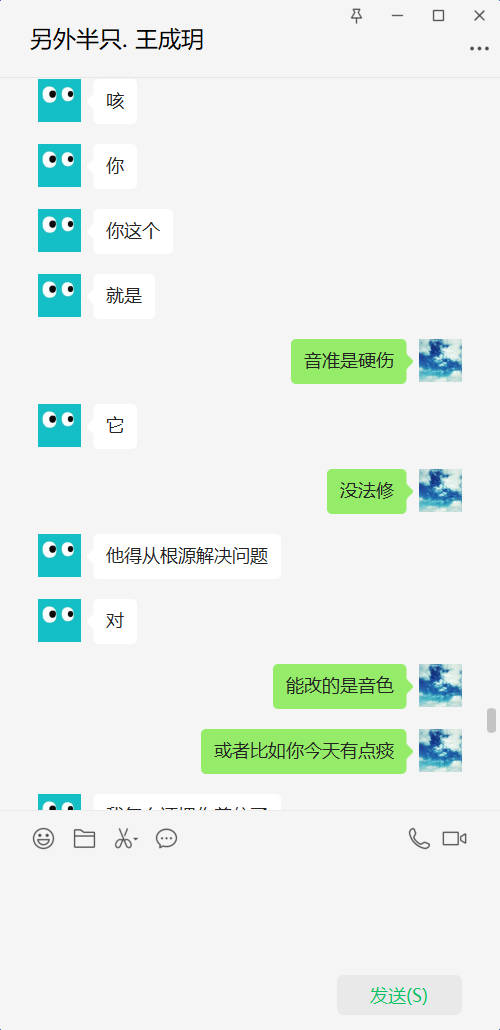 另外半只. 王成玥
咳
你
你这个
就是
音准是硬伤
它
没法修
他得从根源解决问题
对
能改的是音色
或者比如你今天有点痰
发送(S)